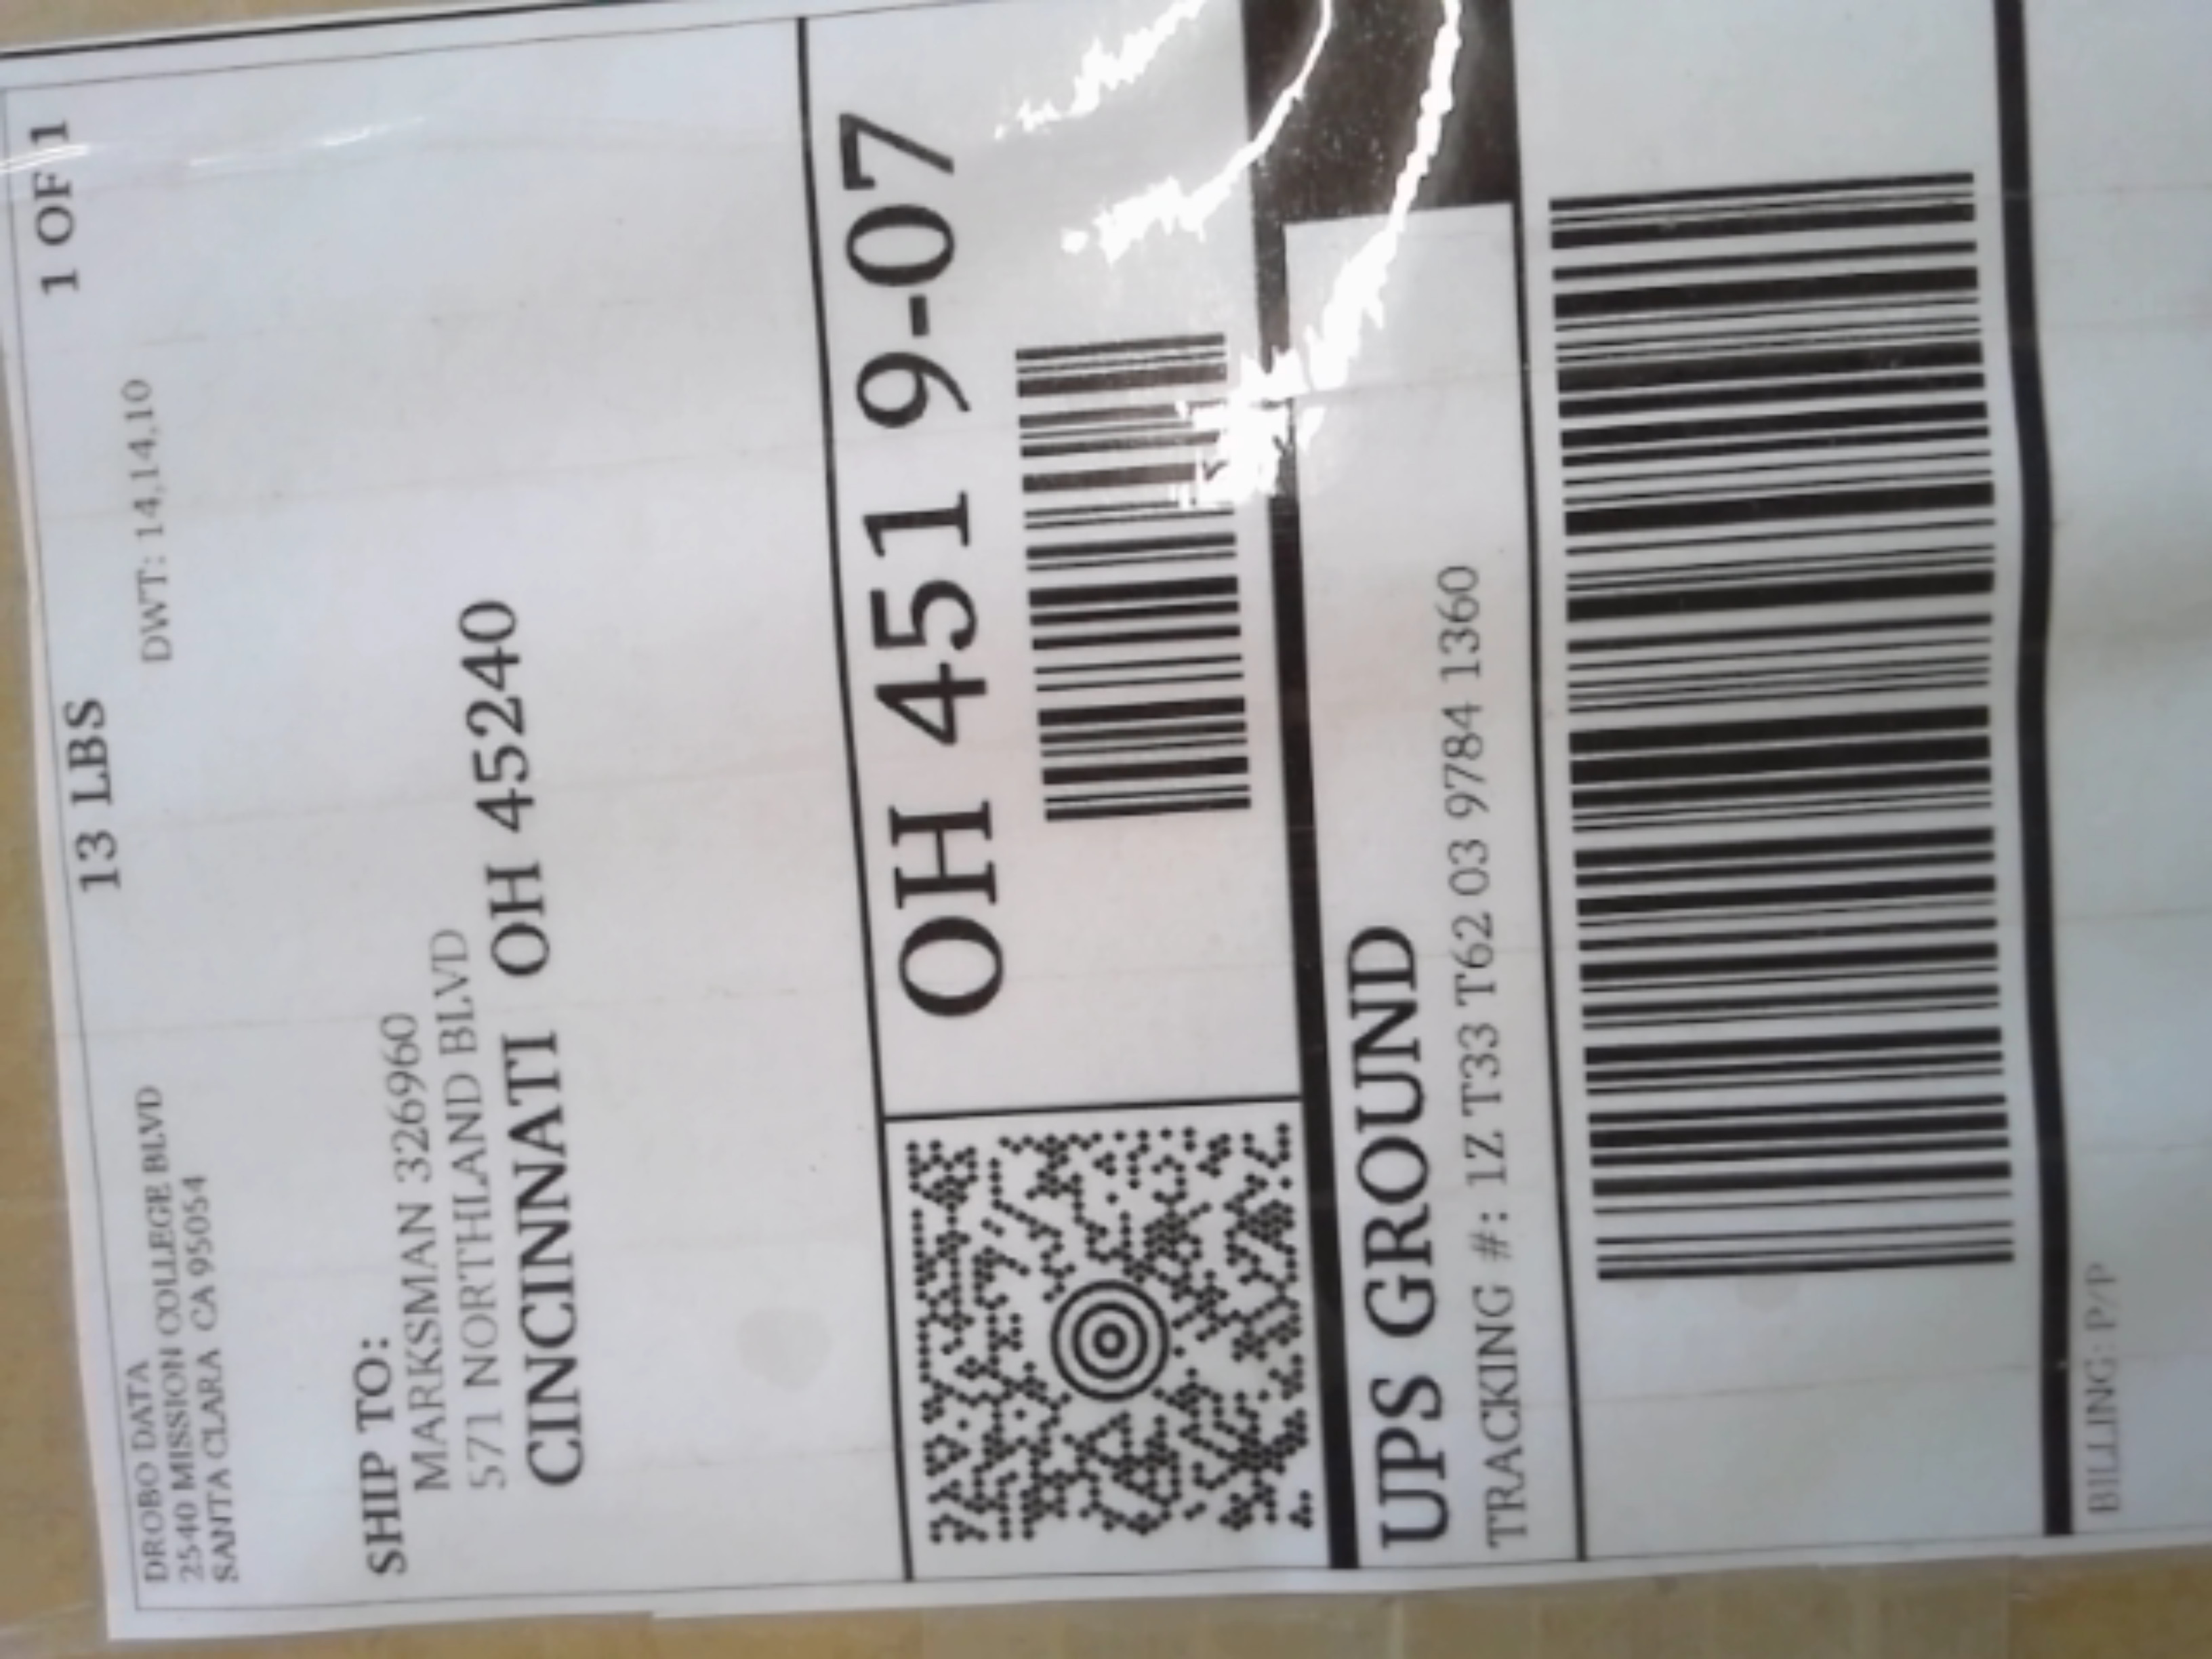 DROBO DATA
2540 MISSION COLLEGE BLVD
SANTA CLARA CA 95054
13 LBS
1 OF 1
DWT: 14,14,10
SHIP TO:
MARKSMAN 326960
571 NORTHLAND BLVD
CINCINNATI OH 45240
OH 451 9-07
UPS GROUND
TRACKING #: 1Z T33 T62 03 9784 1360
BILLING: P/P